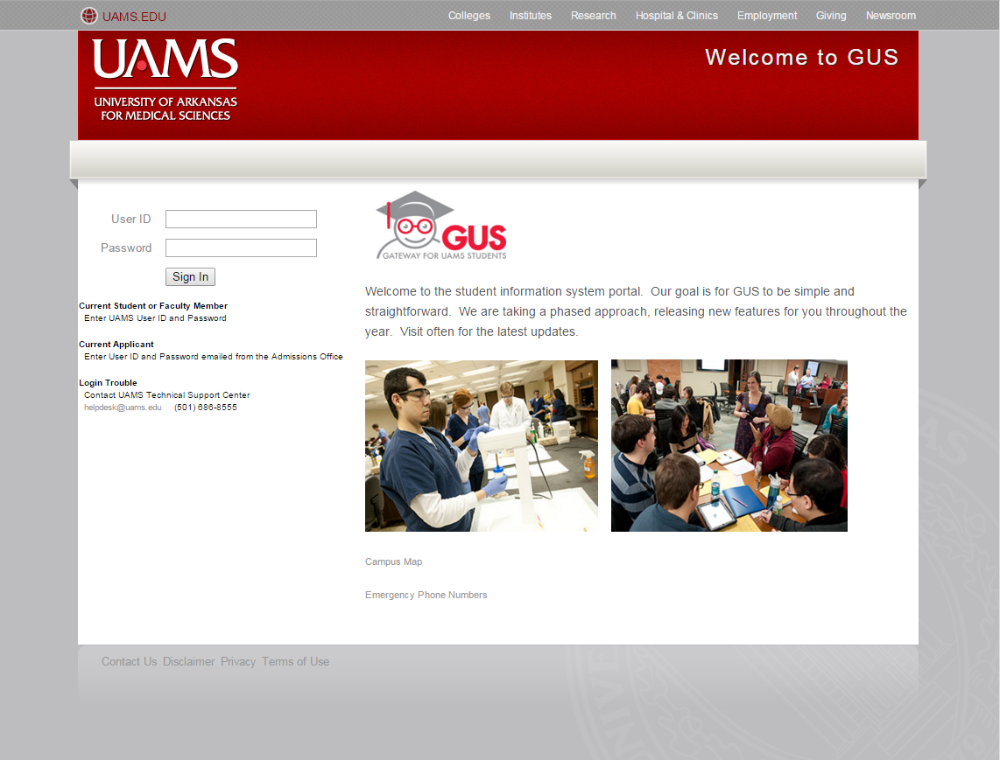 UAMS.EDU
Colleges Institutes Research Hospital & Clinics Employment Giving Newsroom
UAMS
UNIVERSITY OF ARKANSAS
FOR MEDICAL SCIENCES
Welcome to GUS
User ID
Password
Sign In
Current Student or Faculty Member
Enter UAMS User ID and Password
Current Applicant
Enter User ID and Password emailed from the Admissions Office
Login Trouble
Contact UAMS Technical Support Center
helpdesk@uams.edu (501) 686-8555
GUS
GATEWAY FOR UAMS STUDENTS
Welcome to the student information system portal. Our goal is for GUS to be simple and
straightforward. We are taking a phased approach, releasing new features for you throughout the
year. Visit often for the latest updates.
Campus Map
Emergency Phone Numbers
Contact Us Disclaimer Privacy Terms of Use